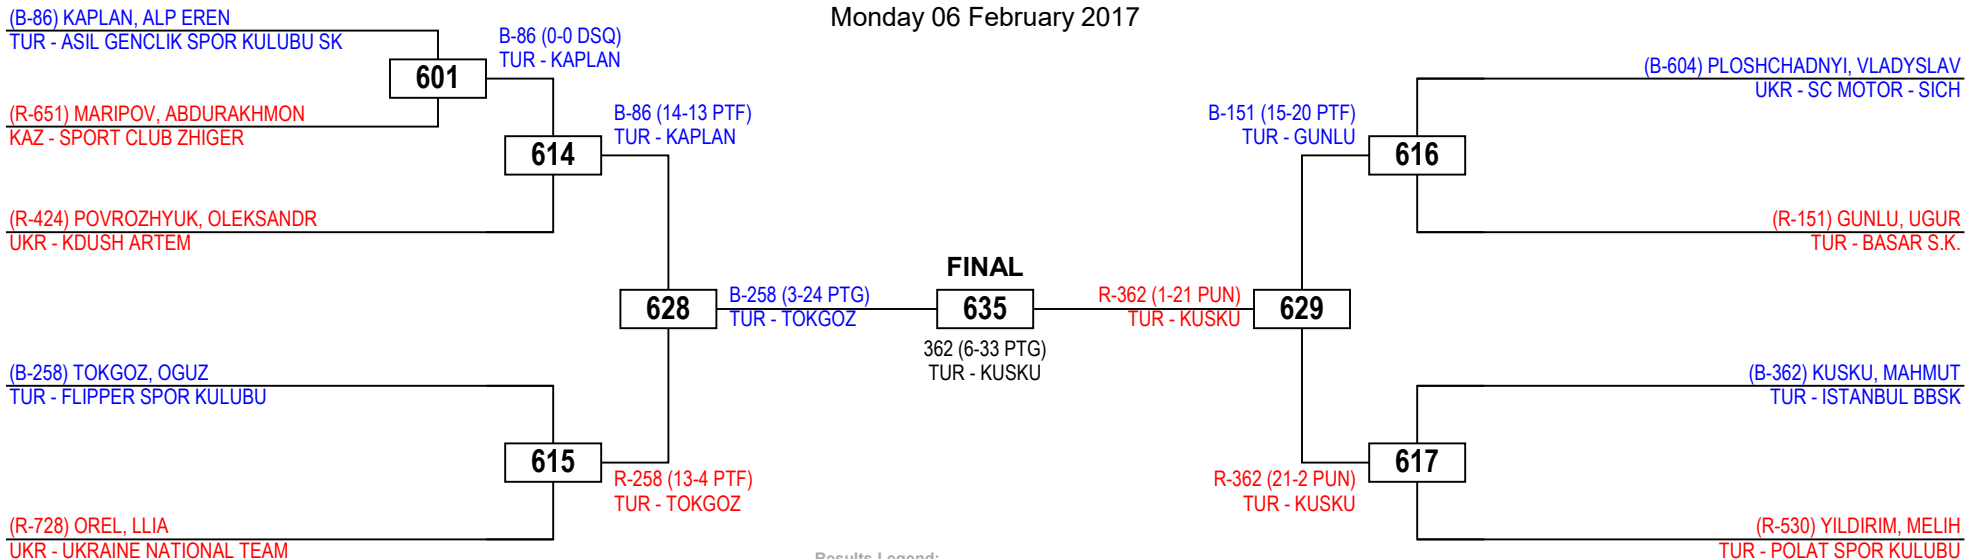 Monday 06 February 2017
(B-86) KAPLAN, ALP EREN
TUR - ASIL GENCLIK SPOR KULUBU SK
601
(R-651) MARIPOV, ABDURAKHMON
KAZ - SPORT CLUB ZHIGER
B-86 (0-0 DSQ)
TUR - KAPLAN
614
(R-424) POVROZHYUK, OLEKSANDR
UKR - KDUSH ARTEM
B-86 (14-13 PTF)
TUR - KAPLAN
628
(B-258) TOKGOZ, OGUZ
TUR - FLIPPER SPOR KULUBU
615
(R-728) OREL, LLIA
UKR - UKRAINE NATIONAL TEAM
R-258 (13-4 PTF)
TUR - TOKGOZ
B-258 (3-24 PTG)
TUR - TOKGOZ
FINAL
635
362 (6-33 PTG)
TUR - KUSKU
R-362 (1-21 PUN)
TUR - KUSKU
629
B-151 (15-20 PTF)
TUR - GUNLU
616
(B-604) PLOSHCHADNYI, VLADYSLAV
UKR - SC MOTOR - SICH
(R-151) GUNLU, UGUR
TUR - BASAR S.K.
R-362 (21-2 PUN)
TUR - KUSKU
617
(B-362) KUSKU, MAHMUT
TUR - ISTANBUL BBSK
(R-530) YILDIRIM, MELIH
TUR - POLAT SPOR KULUBU
Results Legend: